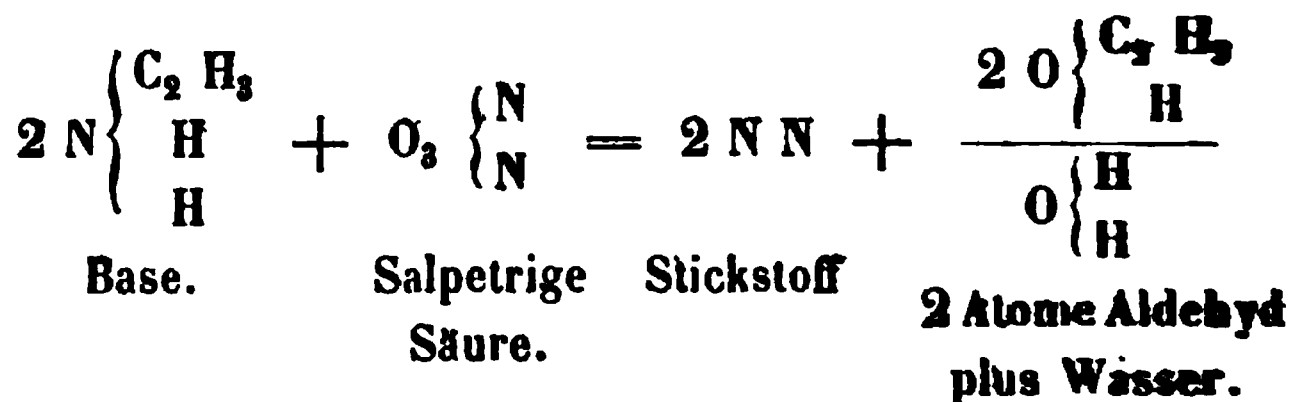 2 N { C₂ H₃ H H + O₃ { N N = 2 N N + 2 O { C₂ H₃ H
O { H H
Base.
Salpetrige
Säure.
Stickstoff
2 Atome Aldehyd
plus Wasser.